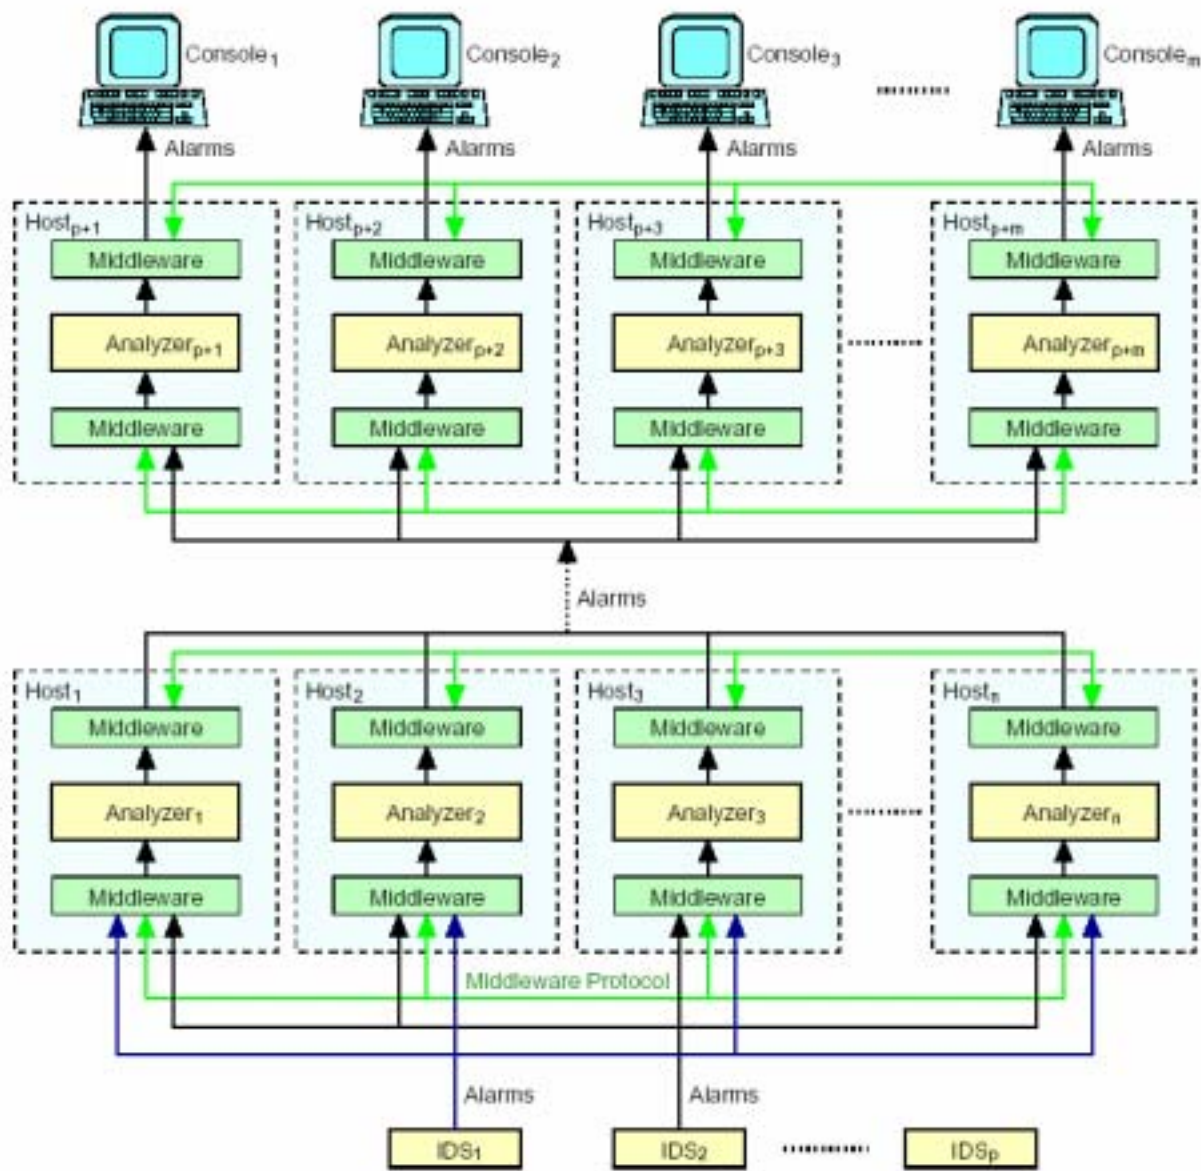 Console1
Console2
Console3
Consolem
Alarms
Alarms
Alarms
Alarms
Hostp+1
Hostp+2
Hostp+3
Hostp+m
Middleware
Middleware
Middleware
Middleware
Analyzerp+1
Analyzerp+2
Analyzerp+3
Analyzerp+m
Middleware
Middleware
Middleware
Middleware
Alarms
Host1
Host2
Host3
Hostn
Middleware
Middleware
Middleware
Middleware
Analyzer1
Analyzer2
Analyzer3
Analyzern
Middleware
Middleware
Middleware
Middleware
Middleware Protocol
Alarms
Alarms
IDS1
IDS2
IDSp